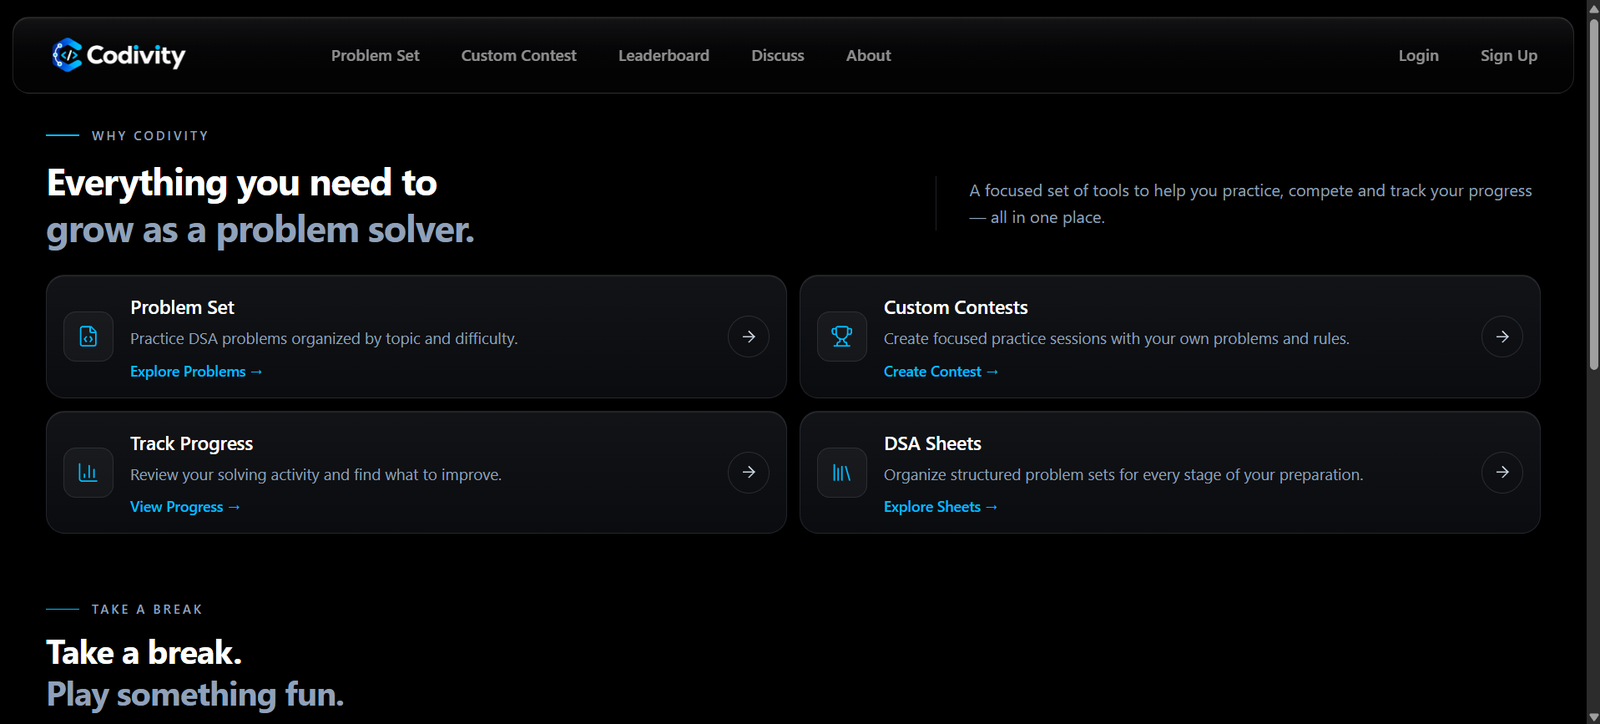 Codivity
Problem Set
Custom Contest
Leaderboard
Discuss
About
Login
Sign Up
WHY CODIVITY
Everything you need to
grow as a problem solver.
A focused set of tools to help you practice, compete and track your progress
— all in one place.
Problem Set
Practice DSA problems organized by topic and difficulty.
Explore Problems →
Custom Contests
Create focused practice sessions with your own problems and rules.
Create Contest →
Track Progress
Review your solving activity and find what to improve.
View Progress →
DSA Sheets
Organize structured problem sets for every stage of your preparation.
Explore Sheets →
TAKE A BREAK
Take a break.
Play something fun.